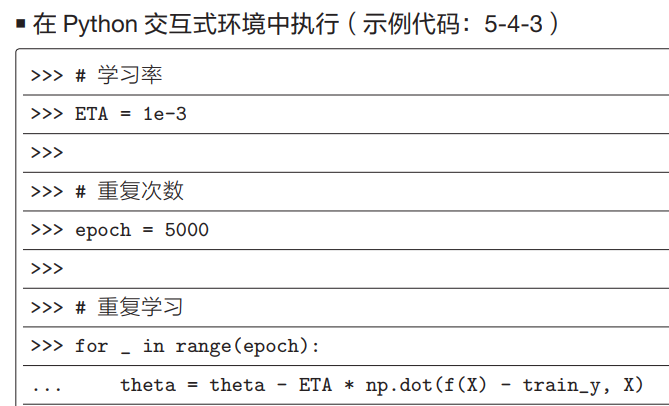 ■ 在 Python 交互式环境中执行（示例代码：5-4-3）
>>> # 学习率
>>> ETA = 1e-3
>>>
>>> # 重复次数
>>> epoch = 5000
>>>
>>> # 重复学习
>>> for _ in range(epoch):
...     theta = theta - ETA * np.dot(f(X) - train_y, X)